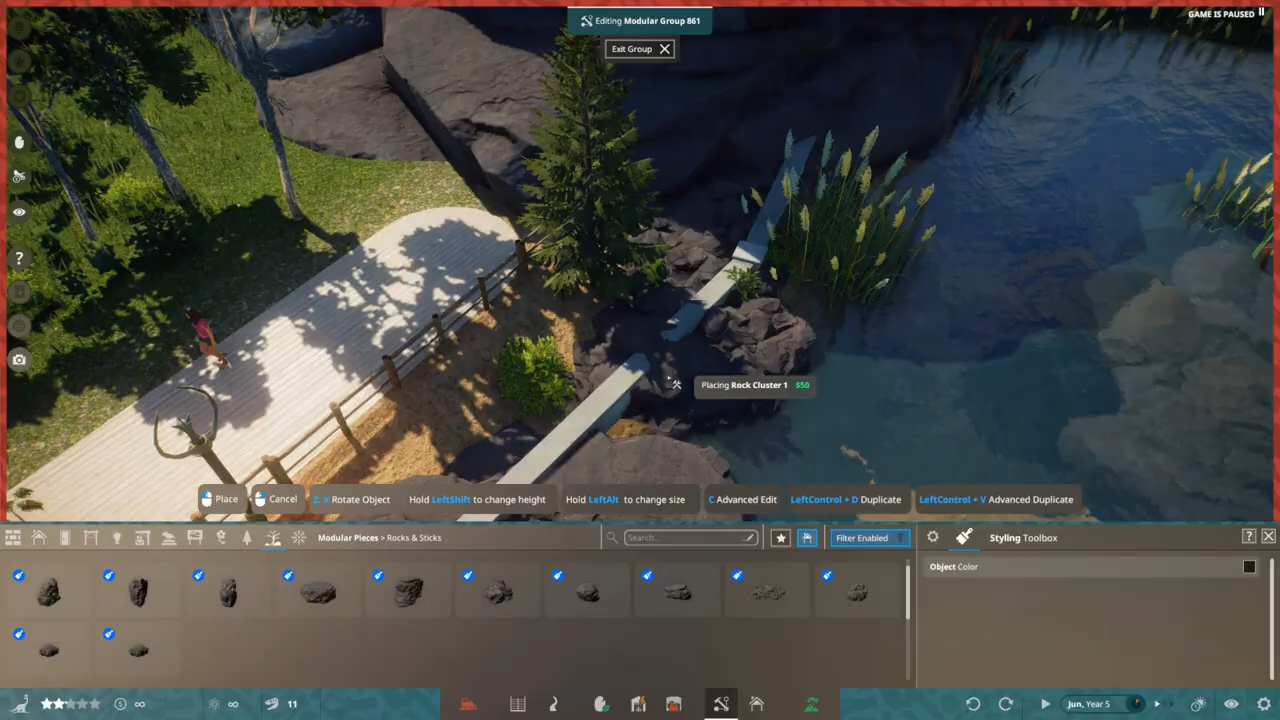 Editing Modular Group 861
GAME IS PAUSED
Exit Group
?
Placing Rock Cluster 1 $50
Place
Cancel
Z, X Rotate Object
Hold LeftShift to change height
Hold LeftAlt to change size
C Advanced Edit
LeftControl + D Duplicate
LeftControl + V Advanced Duplicate
Modular Pieces > Rocks & Sticks
Search...
Filter Enabled
Styling Toolbox
?
Object Color
∞
∞
11
Jun, Year 5